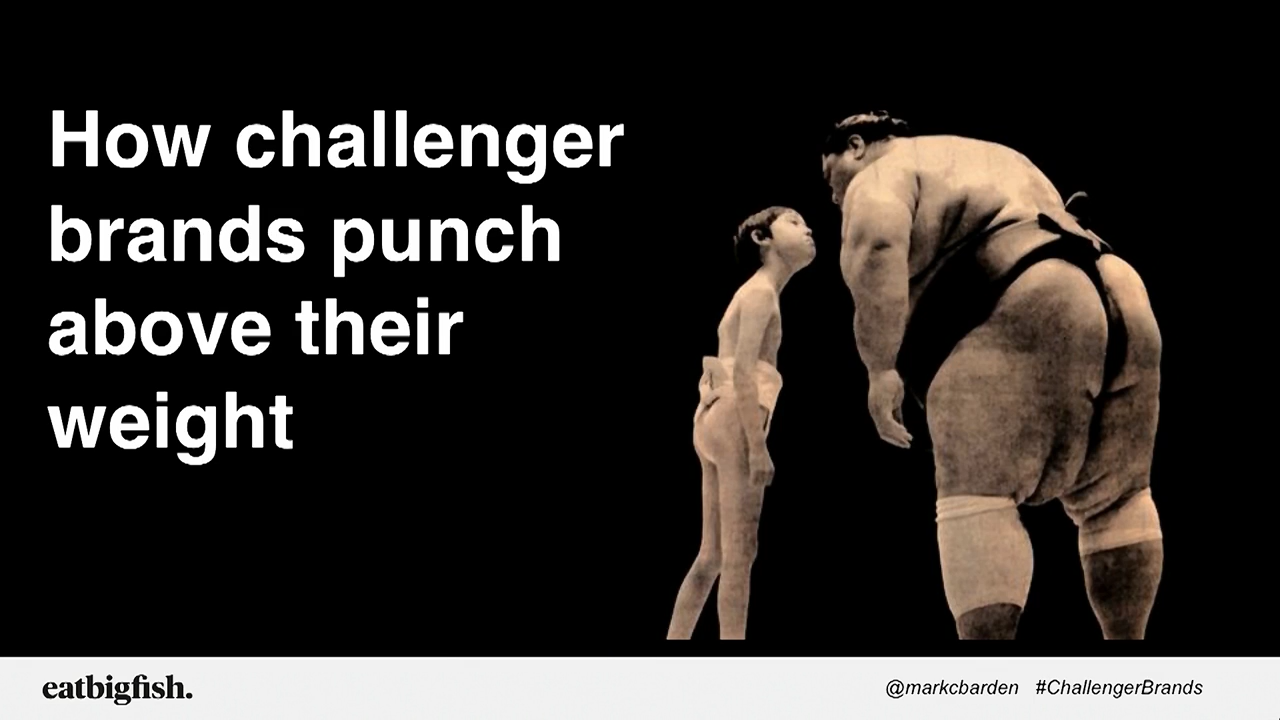 How challenger
brands punch
above their
weight
eatbigfish.
@markcbarden #ChallengerBrands